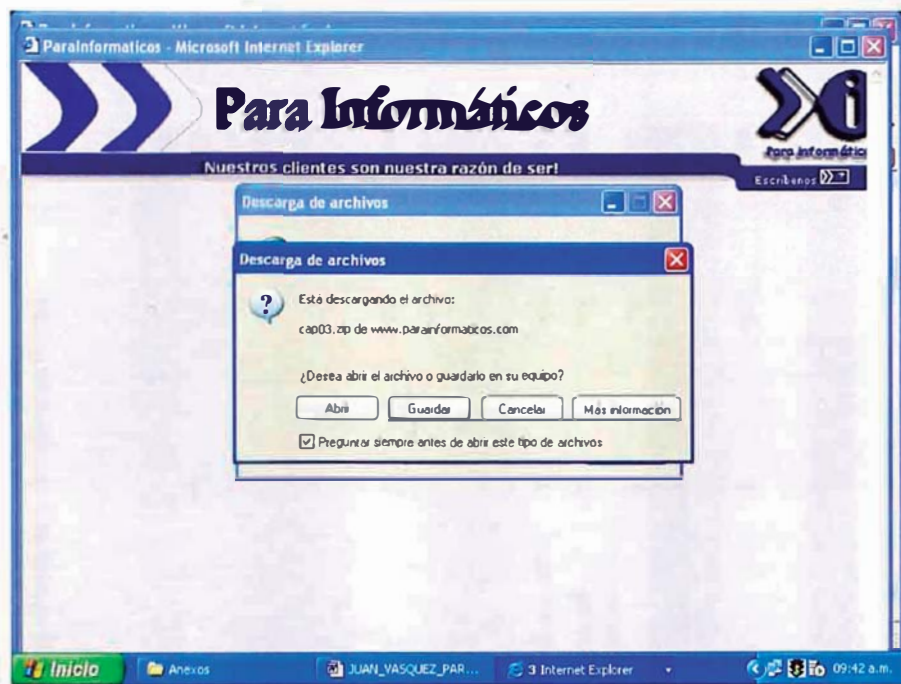 ParaInformaticos - Microsoft Internet Explorer
Para Informáticos
Para Informático
Nuestros clientes son nuestra razón de ser!
Escríbenos
Descarga de archivos
Descarga de archivos
Está descargando el archivo:
cap03.zip de www.parainformaticos.com
¿Desea abrir el archivo o guardarlo en su equipo?
Abrir Guardar Cancelar Más información
Preguntar siempre antes de abrir este tipo de archivos
Inicio Anexos JUAN_VASQUEZ_PAR... 3 Internet Explorer 09:42 a.m.